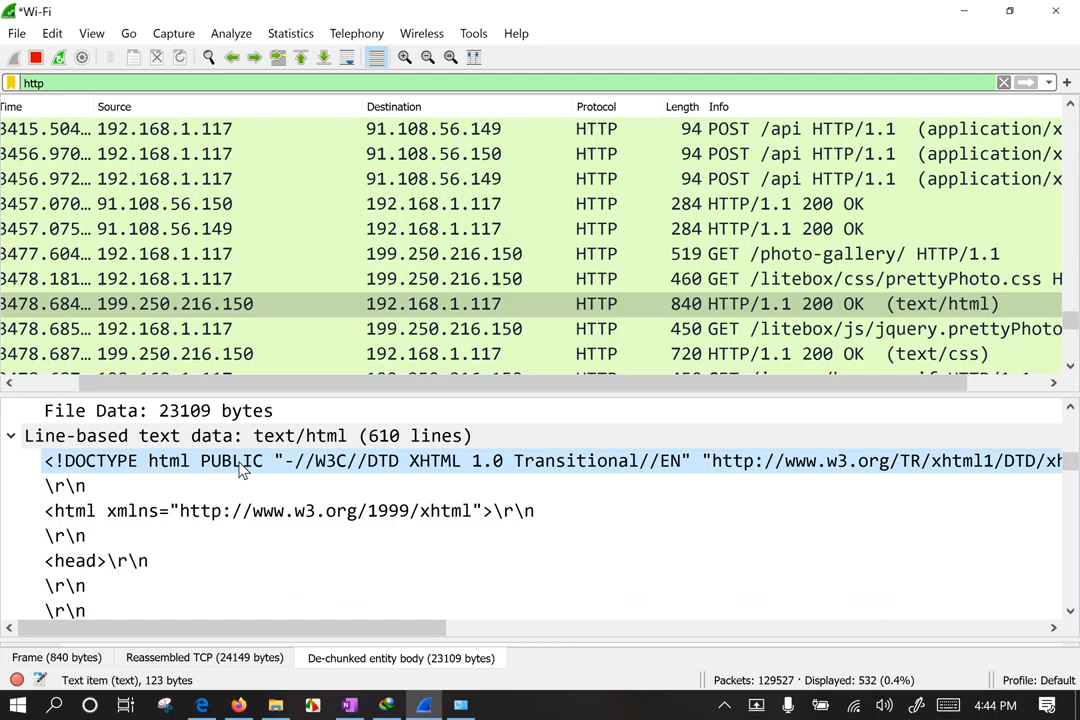 *Wi-Fi
File Edit View Go Capture Analyze Statistics Telephony Wireless Tools Help
http
Time Source Destination Protocol Length Info
3415.504... 192.168.1.117 91.108.56.149 HTTP 94 POST /api HTTP/1.1 (application/x
3456.970... 192.168.1.117 91.108.56.150 HTTP 94 POST /api HTTP/1.1 (application/x
3456.972... 192.168.1.117 91.108.56.149 HTTP 94 POST /api HTTP/1.1 (application/x
3457.070... 91.108.56.150 192.168.1.117 HTTP 284 HTTP/1.1 200 OK
3457.075... 91.108.56.149 192.168.1.117 HTTP 284 HTTP/1.1 200 OK
3477.604... 192.168.1.117 199.250.216.150 HTTP 519 GET /photo-gallery/ HTTP/1.1
3478.181... 192.168.1.117 199.250.216.150 HTTP 460 GET /litebox/css/prettyPhoto.css H
3478.684... 199.250.216.150 192.168.1.117 HTTP 840 HTTP/1.1 200 OK (text/html)
3478.685... 192.168.1.117 199.250.216.150 HTTP 450 GET /litebox/js/jquery.prettyPhoto
3478.687... 199.250.216.150 192.168.1.117 HTTP 720 HTTP/1.1 200 OK (text/css)
File Data: 23109 bytes
Line-based text data: text/html (610 lines)
<!DOCTYPE html PUBLIC "-//W3C//DTD XHTML 1.0 Transitional//EN" "http://www.w3.org/TR/xhtml1/DTD/xh
\r\n
<html xmlns="http://www.w3.org/1999/xhtml">\r\n
\r\n
<head>\r\n
\r\n
\r\n
Frame (840 bytes) Reassembled TCP (24149 bytes) De-chunked entity body (23109 bytes)
Text item (text), 123 bytes Packets: 129527 · Displayed: 532 (0.4%) Profile: Default
4:44 PM